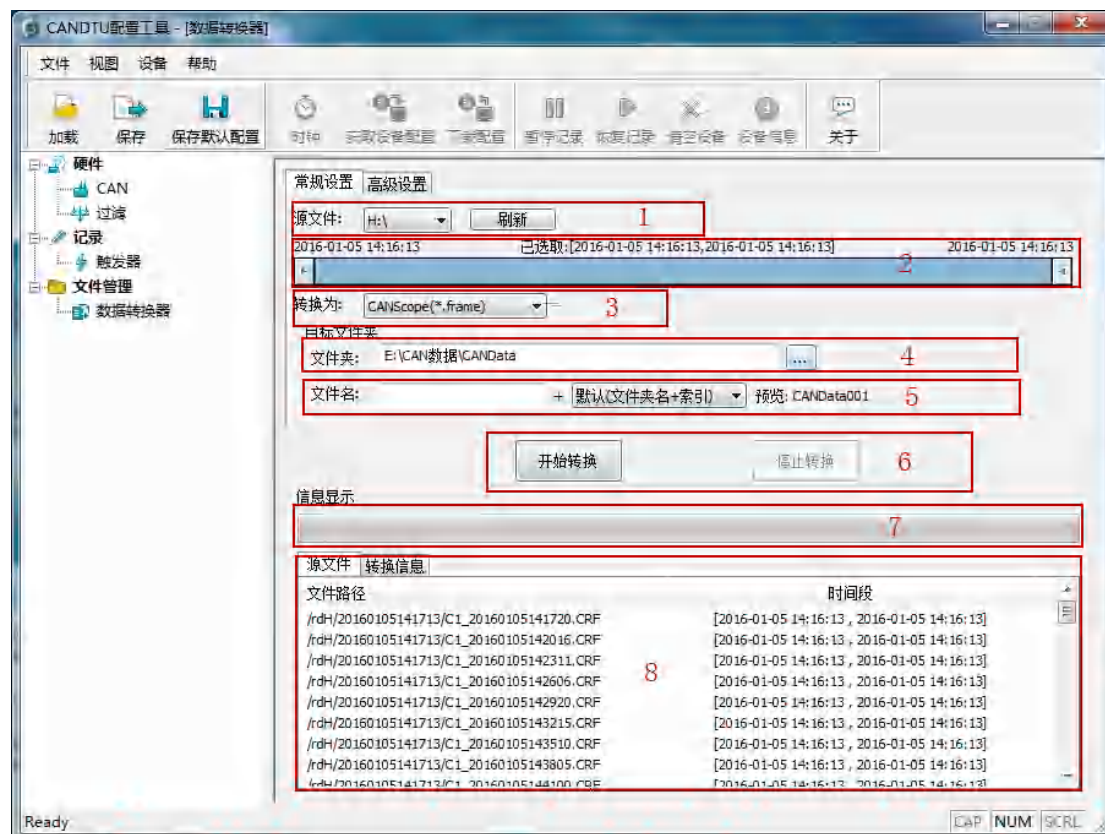 CANDTU配置工具 - [数据转换器]
文件 视图 设备 帮助
加载 保存 保存默认配置 时钟 获取设备配置 下载配置 暂停记录 恢复记录 清空设备 设备信息 关于
硬件
CAN
过滤
记录
触发器
文件管理
数据转换器
常规设置 高级设置
源文件: H:\ 刷新 1
2016-01-05 14:16:13 已选取:[2016-01-05 14:16:13,2016-01-05 14:16:13] 2016-01-05 14:16:13
2
转换为: CANScope(*.frame) 3
目标文件夹
文件夹: E:\CAN数据\CANData ... 4
文件名: + 默认(文件夹名+索引) 预览: CANData001 5
开始转换 停止转换 6
信息显示
7
源文件 转换信息
文件路径 时间段
/rdH/20160105141713/C1_20160105141720.CRF [2016-01-05 14:16:13 , 2016-01-05 14:16:13]
/rdH/20160105141713/C1_20160105142016.CRF [2016-01-05 14:16:13 , 2016-01-05 14:16:13]
/rdH/20160105141713/C1_20160105142311.CRF [2016-01-05 14:16:13 , 2016-01-05 14:16:13]
/rdH/20160105141713/C1_20160105142606.CRF [2016-01-05 14:16:13 , 2016-01-05 14:16:13]
8
/rdH/20160105141713/C1_20160105142920.CRF [2016-01-05 14:16:13 , 2016-01-05 14:16:13]
/rdH/20160105141713/C1_20160105143215.CRF [2016-01-05 14:16:13 , 2016-01-05 14:16:13]
/rdH/20160105141713/C1_20160105143510.CRF [2016-01-05 14:16:13 , 2016-01-05 14:16:13]
/rdH/20160105141713/C1_20160105143805.CRF [2016-01-05 14:16:13 , 2016-01-05 14:16:13]
/rdH/20160105141713/C1_20160105144100.CRF [2016-01-05 14:16:13 , 2016-01-05 14:16:13]
Ready CAP NUM SCRL